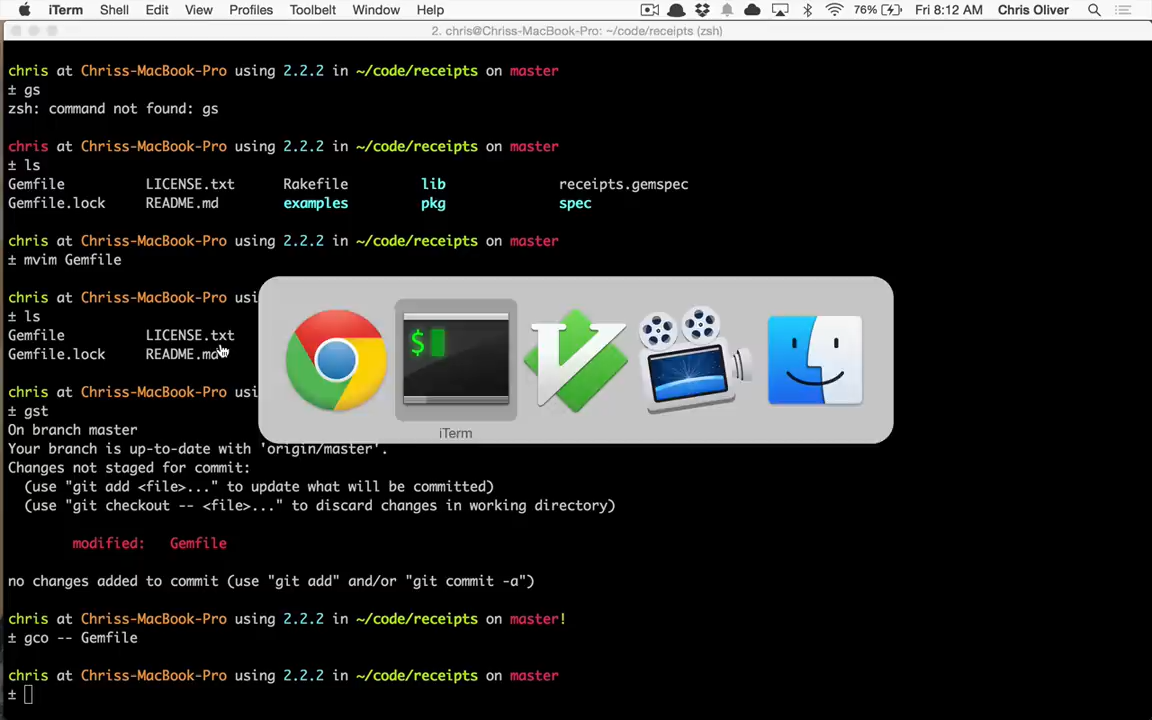 iTerm Shell Edit View Profiles Toolbelt Window Help 76% Fri 8:12 AM Chris Oliver
2. chris@Chriss-MacBook-Pro: ~/code/receipts (zsh)
chris at Chriss-MacBook-Pro using 2.2.2 in ~/code/receipts on master
± gs
zsh: command not found: gs
chris at Chriss-MacBook-Pro using 2.2.2 in ~/code/receipts on master
± ls
Gemfile LICENSE.txt Rakefile lib receipts.gemspec
Gemfile.lock README.md examples pkg spec
chris at Chriss-MacBook-Pro using 2.2.2 in ~/code/receipts on master
± mvim Gemfile
chris at Chriss-MacBook-Pro usi
± ls
Gemfile LICENSE.txt
Gemfile.lock README.md
$
iTerm
chris at Chriss-MacBook-Pro usi
± gst
On branch master
Your branch is up-to-date with 'origin/master'.
Changes not staged for commit:
(use "git add <file>..." to update what will be committed)
(use "git checkout -- <file>..." to discard changes in working directory)
modified: Gemfile
no changes added to commit (use "git add" and/or "git commit -a")
chris at Chriss-MacBook-Pro using 2.2.2 in ~/code/receipts on master!
± gco -- Gemfile
chris at Chriss-MacBook-Pro using 2.2.2 in ~/code/receipts on master
±